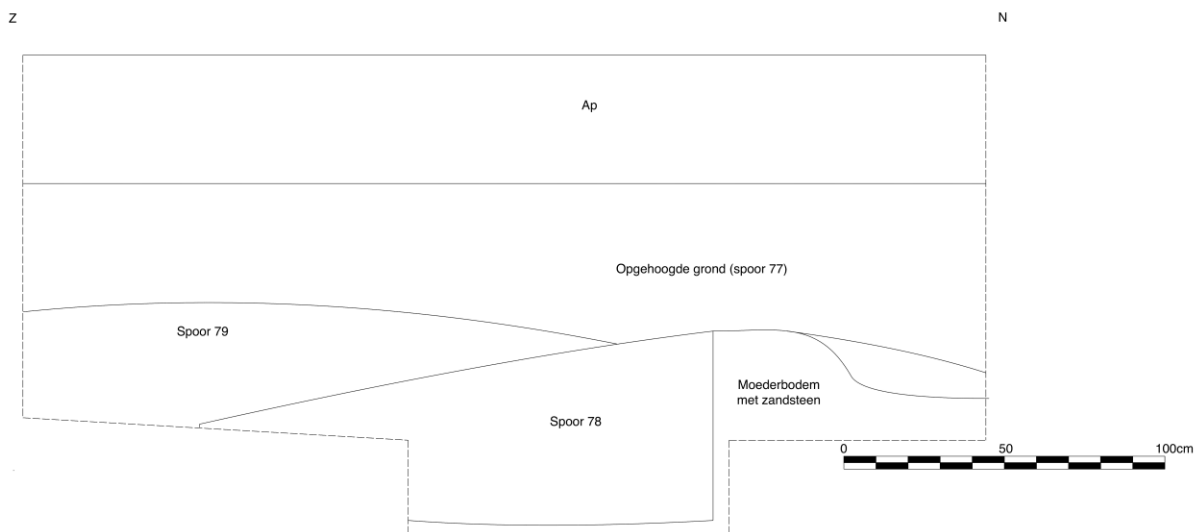 Z
N
Ap
Opgehoogde grond (spoor 77)
Spoor 79
Moederbodem
met zandsteen
Spoor 78
0 50 100cm